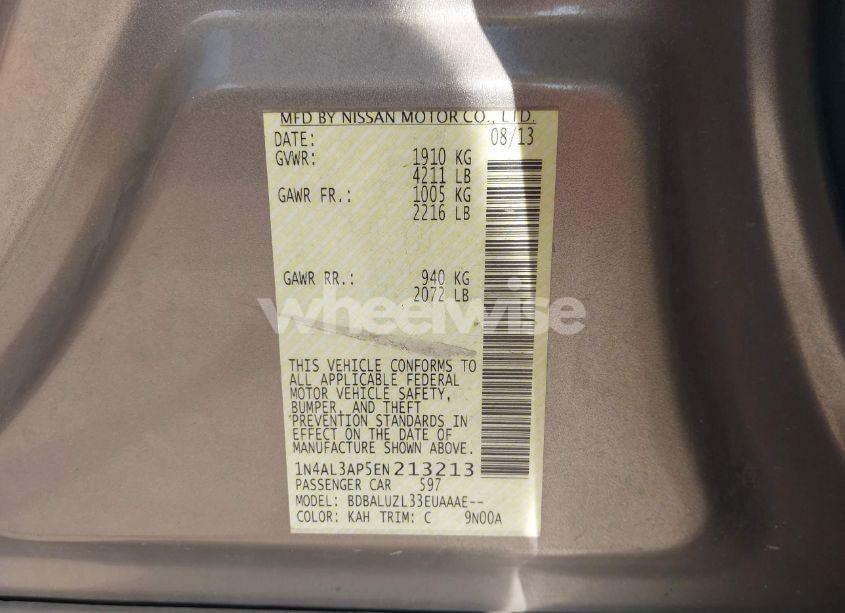 MFD BY NISSAN MOTOR CO., LTD.
DATE: 08/13
GVWR: 1910 KG
4211 LB
GAWR FR.: 1005 KG
2216 LB
GAWR RR.: 940 KG
2072 LB
wheelwise
THIS VEHICLE CONFORMS TO
ALL APPLICABLE FEDERAL
MOTOR VEHICLE SAFETY,
BUMPER, AND THEFT
PREVENTION STANDARDS IN
EFFECT ON THE DATE OF
MANUFACTURE SHOWN ABOVE.
1N4AL3AP5EN213213
PASSENGER CAR 597
MODEL: BDBALUZL33EUAAAE--
COLOR: KAH TRIM: C 9N00A